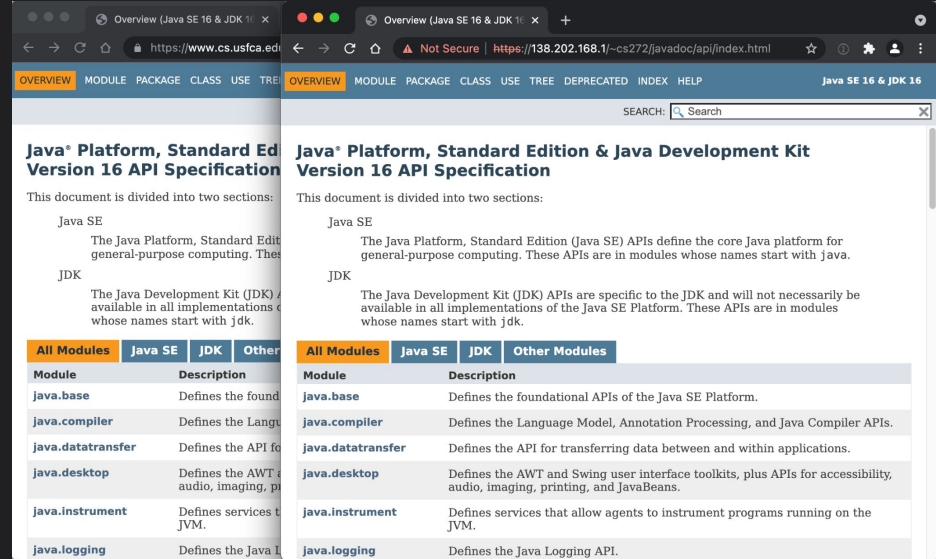 Overview (Java SE 16 & JDK 16
https://www.cs.usfca.edu
OVERVIEW MODULE PACKAGE CLASS USE TREE
Java® Platform, Standard Edi
Version 16 API Specification
This document is divided into two sections:
Java SE
The Java Platform, Standard Edit
general-purpose computing. Thes
JDK
The Java Development Kit (JDK) A
available in all implementations o
whose names start with jdk.
All Modules Java SE JDK Other
Module Description
java.base Defines the found
java.compiler Defines the Langu
java.datatransfer Defines the API fo
java.desktop Defines the AWT a
audio, imaging, pr
java.instrument Defines services t
JVM.
java.logging Defines the Java L
Overview (Java SE 16 & JDK 16
Not Secure | https://138.202.168.1/~cs272/javadoc/api/index.html
OVERVIEW MODULE PACKAGE CLASS USE TREE DEPRECATED INDEX HELP Java SE 16 & JDK 16
SEARCH: Search
Java® Platform, Standard Edition & Java Development Kit
Version 16 API Specification
This document is divided into two sections:
Java SE
The Java Platform, Standard Edition (Java SE) APIs define the core Java platform for
general-purpose computing. These APIs are in modules whose names start with java.
JDK
The Java Development Kit (JDK) APIs are specific to the JDK and will not necessarily be
available in all implementations of the Java SE Platform. These APIs are in modules
whose names start with jdk.
All Modules Java SE JDK Other Modules
Module Description
java.base Defines the foundational APIs of the Java SE Platform.
java.compiler Defines the Language Model, Annotation Processing, and Java Compiler APIs.
java.datatransfer Defines the API for transferring data between and within applications.
java.desktop Defines the AWT and Swing user interface toolkits, plus APIs for accessibility,
audio, imaging, printing, and JavaBeans.
java.instrument Defines services that allow agents to instrument programs running on the
JVM.
java.logging Defines the Java Logging API.